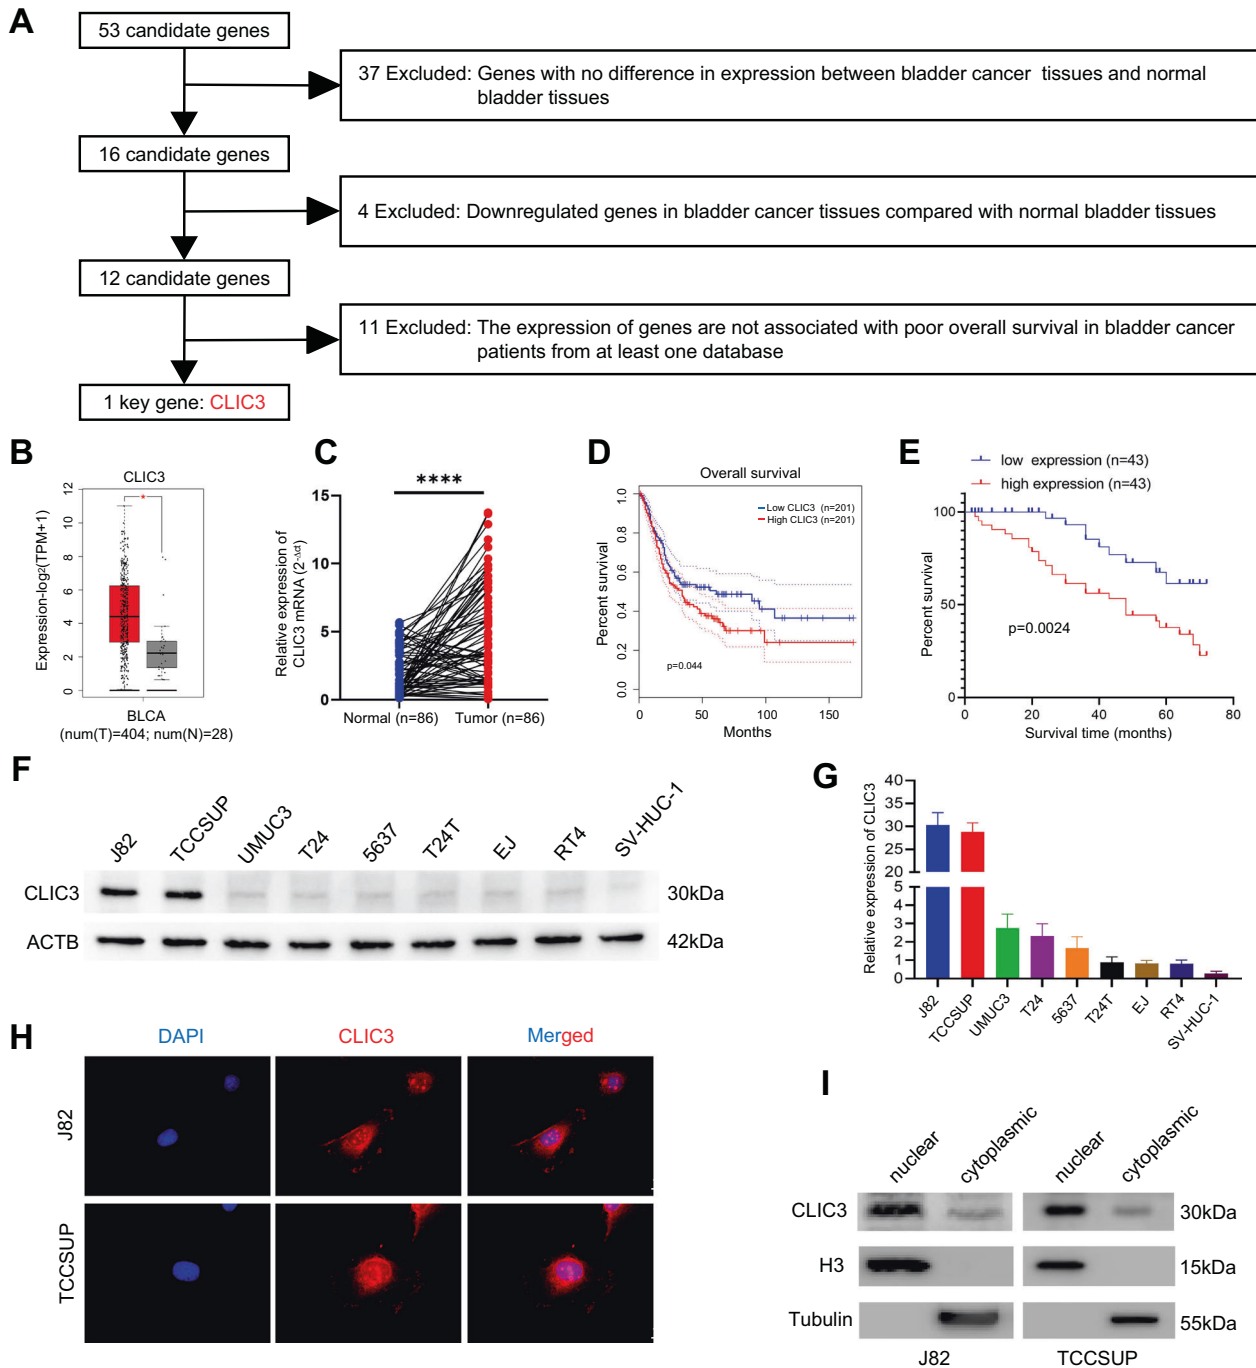 A
53 candidate genes
37 Excluded: Genes with no difference in expression between bladder cancer tissues and normal
bladder tissues
16 candidate genes
4 Excluded: Downregulated genes in bladder cancer tissues compared with normal bladder tissues
12 candidate genes
11 Excluded: The expression of genes are not associated with poor overall survival in bladder cancer
patients from at least one database
1 key gene: CLIC3
B
CLIC3
Expression-log2(TPM+1)
12
10
8
6
4
2
0
*
BLCA
(num(T)=404; num(N)=28)
C
****
Relative expression of
CLIC3 mRNA (2-Δct)
15
10
5
0
Normal (n=86)
Tumor (n=86)
D
Overall survival
Low CLIC3 (n=201)
High CLIC3 (n=201)
Percent survival
1.0
0.8
0.6
0.4
0.2
0.0
p=0.044
0
50
100
150
Months
E
low expression (n=43)
high expression (n=43)
Percent survival
100
50
0
p=0.0024
0
20
40
60
80
Survival time (months)
F
J82
TCCSUP
UMUC3
T24
5637
T24T
EJ
RT4
SV-HUC-1
CLIC3
30kDa
ACTB
42kDa
G
Relative expression of CLIC3
40
35
30
25
20
5
4
3
2
1
0
J82
TCCSUP
UMUC3
T24
5637
T24T
EJ
RT4
SV-HUC-1
H
DAPI
CLIC3
Merged
J82
TCCSUP
I
nuclear
cytoplasmic
nuclear
cytoplasmic
CLIC3
30kDa
H3
15kDa
Tubulin
55kDa
J82
TCCSUP